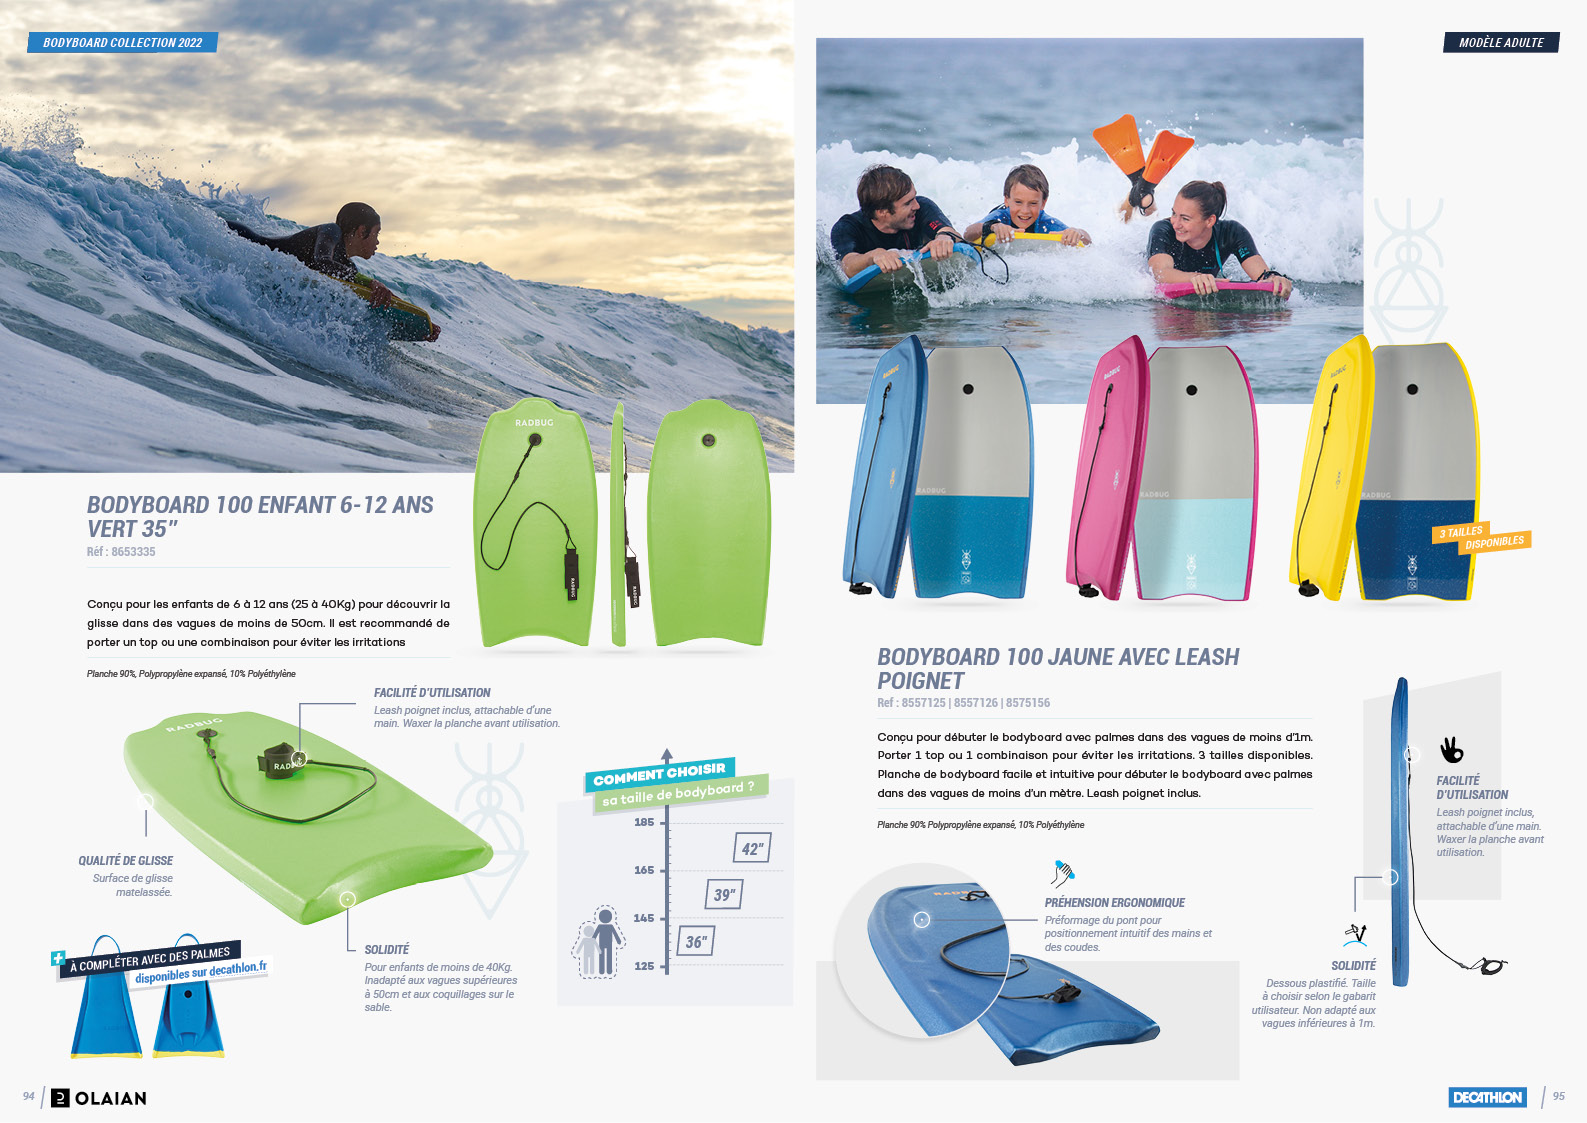 BODYBOARD COLLECTION 2022
BODYBOARD 100 ENFANT 6-12 ANS
VERT 35"
Réf : 8653335
Conçu pour les enfants de 6 à 12 ans (25 à 40Kg) pour découvrir la
glisse dans des vagues de moins de 50cm. Il est recommandé de
porter un top ou une combinaison pour éviter les irritations
Planche 90%, Polypropylène expansé, 10% Polyéthylène
RADBUG
RADBUG
RADBUG
FACILITÉ D'UTILISATION
Leash poignet inclus, attachable d'une
main. Waxer la planche avant utilisation.
RADBUG
QUALITÉ DE GLISSE
Surface de glisse
matelassée.
SOLIDITÉ
Pour enfants de moins de 40Kg.
Inadapté aux vagues supérieures
à 50cm et aux coquillages sur le
sable.
+
À COMPLÉTER AVEC DES PALMES
disponibles sur decathlon.fr
COMMENT CHOISIR
sa taille de bodyboard ?
185
42"
165
39"
145
36"
125
94
OLAIAN
MODÈLE ADULTE
RADBUG
RADBUG
RADBUG
RADBUG
RADBUG
RADBUG
3 TAILLES
DISPONIBLES
BODYBOARD 100 JAUNE AVEC LEASH
POIGNET
Ref : 8557125 | 8557126 | 8575156
Conçu pour débuter le bodyboard avec palmes dans des vagues de moins d'1m.
Porter 1 top ou 1 combinaison pour éviter les irritations. 3 tailles disponibles.
Planche de bodyboard facile et intuitive pour débuter le bodyboard avec palmes
dans des vagues de moins d'un mètre. Leash poignet inclus.
Planche 90% Polypropylène expansé, 10% Polyéthylène
PRÉHENSION ERGONOMIQUE
Préformage du pont pour
positionnement intuitif des mains et
des coudes.
FACILITÉ
D'UTILISATION
Leash poignet inclus,
attachable d'une main.
Waxer la planche avant
utilisation.
SOLIDITÉ
Dessous plastifié. Taille
à choisir selon le gabarit
utilisateur. Non adapté aux
vagues inférieures à 1m.
DECATHLON
95